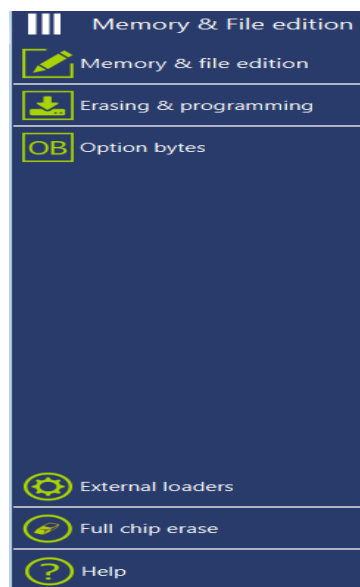 Memory & File edition
Memory & file edition
Erasing & programming
OB Option bytes
External loaders
Full chip erase
? Help